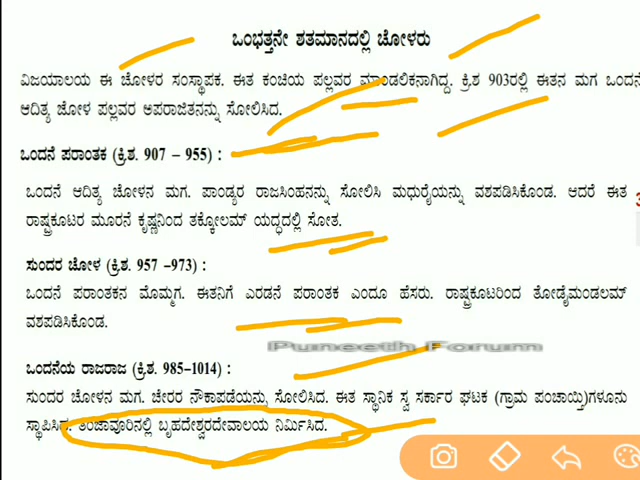 ಒಂಭತ್ತನೇ ಶತಮಾನದಲ್ಲಿ ಚೋಳರು
ವಿಜಯಾಲಯ ಈ ಚೋಳರ ಸಂಸ್ಥಾಪಕ. ಈತ ಕಂಚಿಯ ಪಲ್ಲವರ ಮಾಂಡಲಿಕನಾಗಿದ್ದ. ಕ್ರಿಶ 903ರಲ್ಲಿ ಈತನ ಮಗ ಒಂದನೆ
ಆದಿತ್ಯ ಚೋಳ ಪಲ್ಲವರ ಅಪರಾಜಿತನನ್ನು ಸೋಲಿಸಿದ.
ಒಂದನೆ ಪರಾಂತಕ (ಕ್ರಿಶ. 907 – 955) :
ಒಂದನೆ ಆದಿತ್ಯ ಚೋಳನ ಮಗ. ಪಾಂಡ್ಯರ ರಾಜಸಿಂಹನನ್ನು ಸೋಲಿಸಿ ಮಧುರೈಯನ್ನು ವಶಪಡಿಸಿಕೊಂಡ. ಆದರೆ ಈತ
ರಾಷ್ಟ್ರಕೂಟರ ಮೂರನೆ ಕೃಷ್ಣನಿಂದ ತಕ್ಕೋಲಮ್ ಯದ್ಧದಲ್ಲಿ ಸೋತ.
ಸುಂದರ ಚೋಳ (ಕ್ರಿಶ. 957 –973) :
ಒಂದನೆ ಪರಾಂತಕನ ಮೊಮ್ಮಗ. ಈತನಿಗೆ ಎರಡನೆ ಪರಾಂತಕ ಎಂದೂ ಹೆಸರು. ರಾಷ್ಟ್ರಕೂಟರಿಂದ ತೋಡೈಮಂಡಲಮ್
ವಶಪಡಿಸಿಕೊಂಡ.
Puneeth Forum
ಒಂದನೆಯ ರಾಜರಾಜ (ಕ್ರಿಶ. 985-1014) :
ಸುಂದರ ಚೋಳನ ಮಗ. ಚೇರರ ನೌಕಾಪಡೆಯನ್ನು ಸೋಲಿಸಿದ. ಈತ ಸ್ಥಾನಿಕ ಸ್ವ ಸರ್ಕಾರ ಘಟಕ (ಗ್ರಾಮ ಪಂಚಾಯ್ತಿ)ಗಳೂನು
ಸ್ಥಾಪಿಸಿದ. ತಂಜಾವೂರಿನಲ್ಲಿ ಬೃಹದೇಶ್ವರದೇವಾಲಯ ನಿರ್ಮಿಸಿದ.